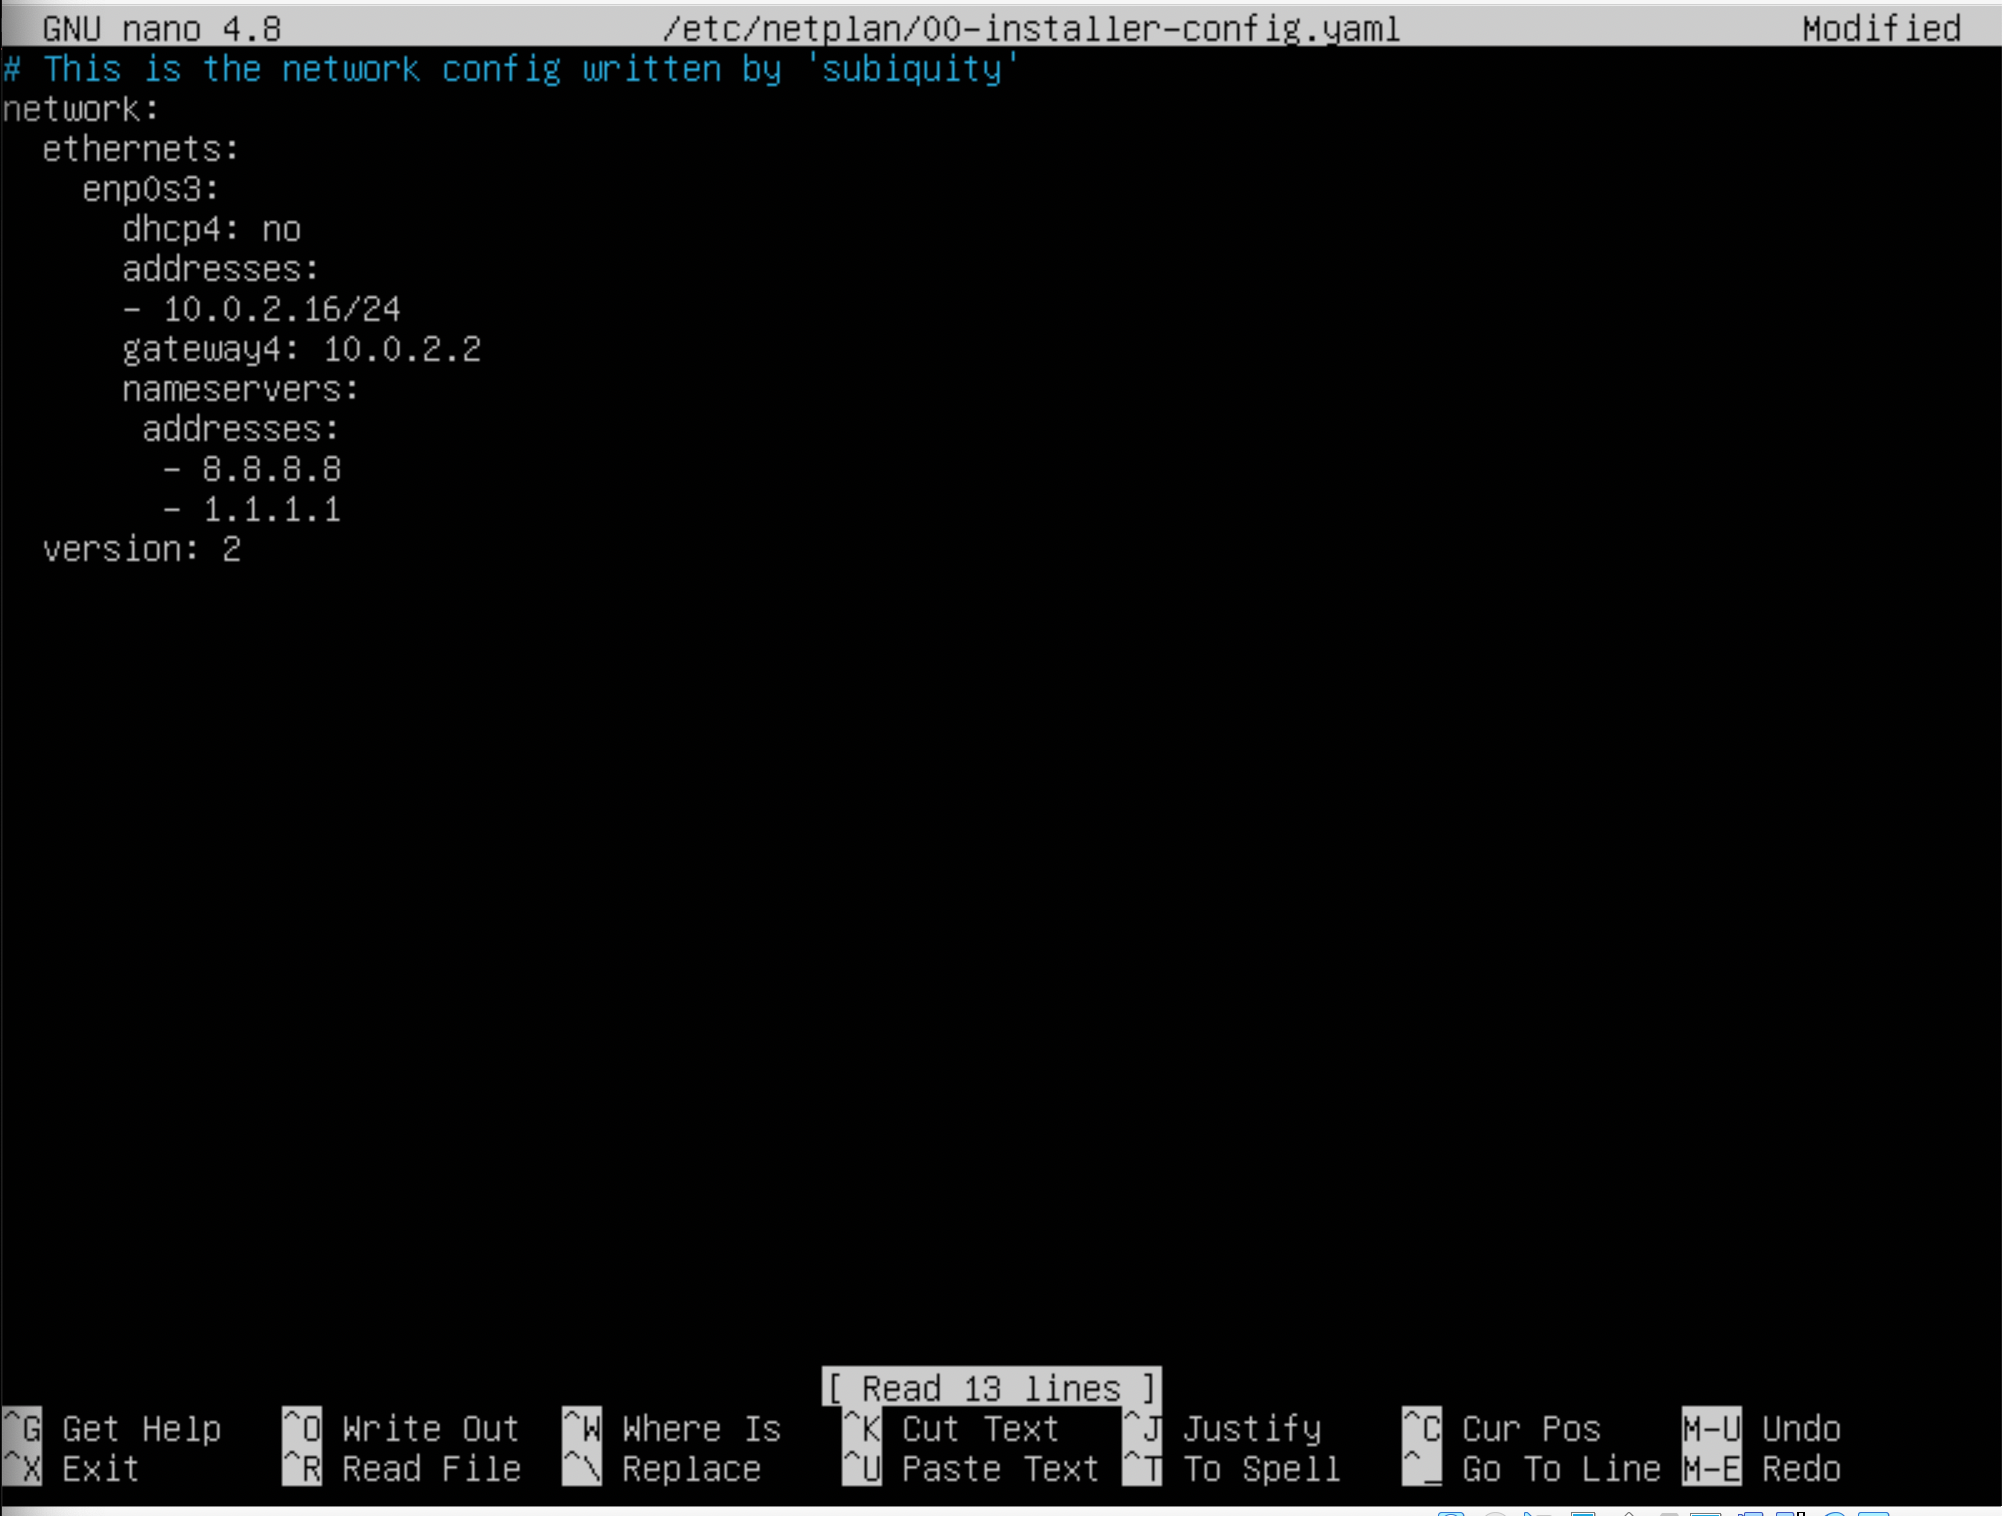 GNU nano 4.8 /etc/netplan/00-installer-config.yaml Modified
# This is the network config written by 'subiquity'
network:
  ethernets:
    enp0s3:
      dhcp4: no
      addresses:
      - 10.0.2.16/24
      gateway4: 10.0.2.2
      nameservers:
       addresses:
        - 8.8.8.8
        - 1.1.1.1
  version: 2
[ Read 13 lines ]
^G Get Help ^O Write Out ^W Where Is ^K Cut Text ^J Justify ^C Cur Pos M-U Undo
^X Exit ^R Read File ^\ Replace ^U Paste Text ^T To Spell ^_ Go To Line M-E Redo